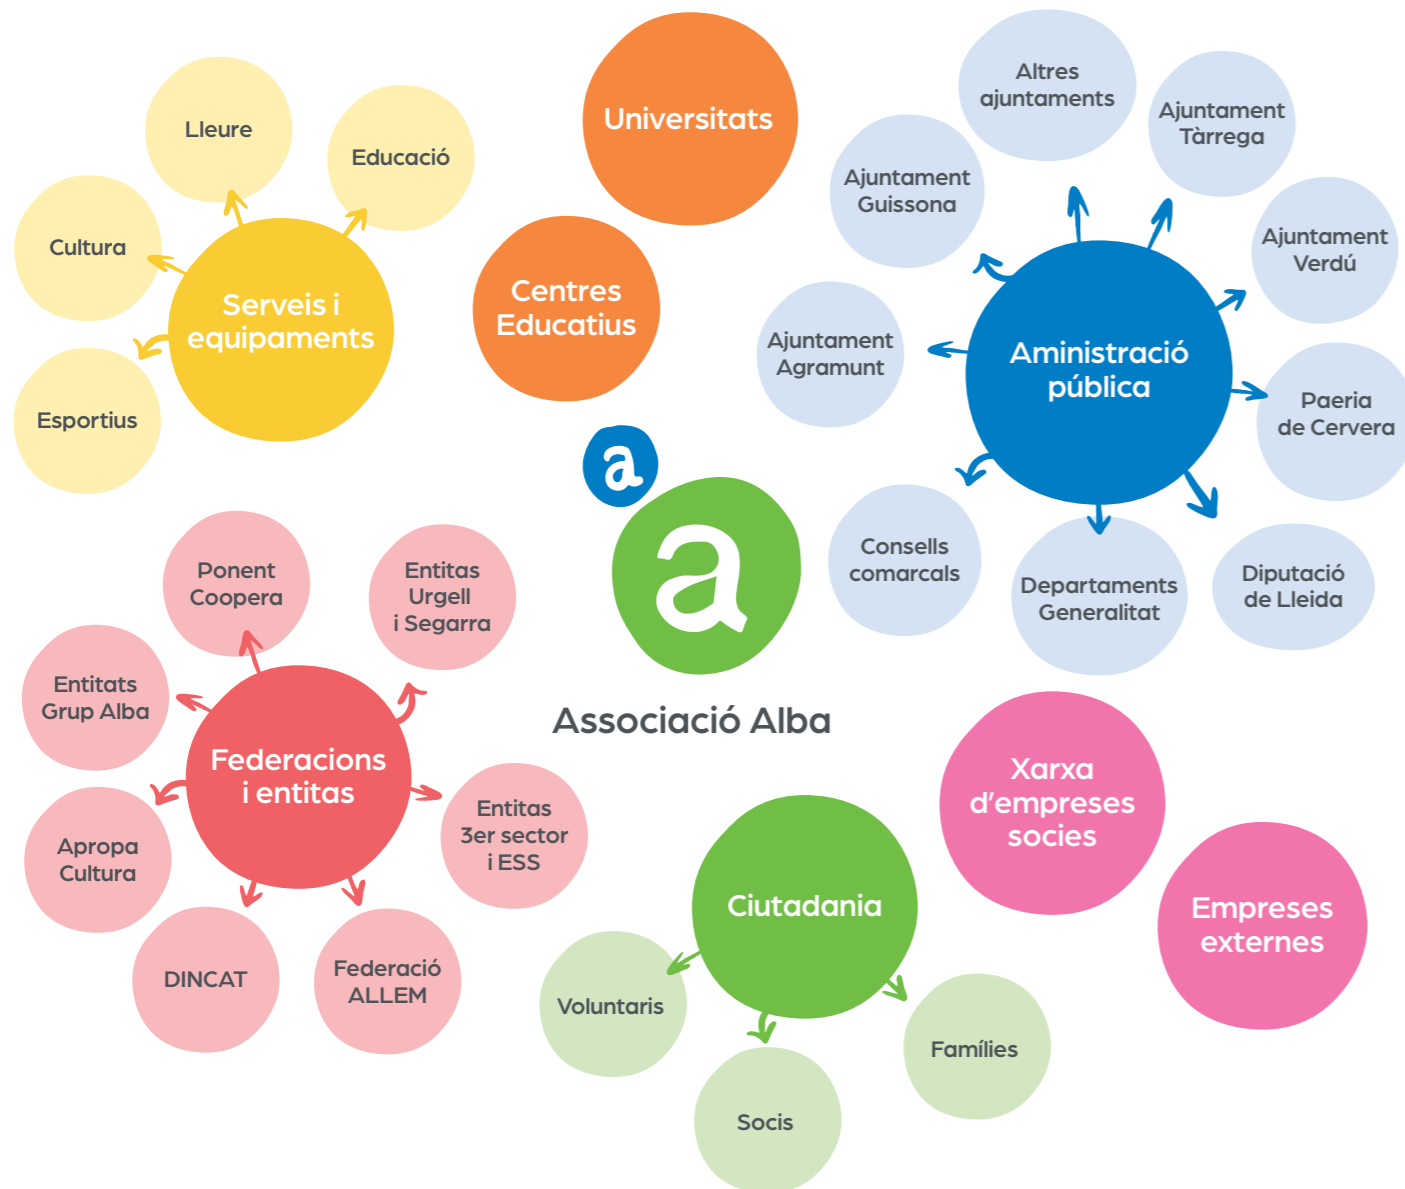 Lleure
Educació
Cultura
Serveis i
equipaments
Esportius
Universitats
Centres
Educatius
Altres
ajuntaments
Ajuntament
Tàrrega
Ajuntament
Guissona
Ajuntament
Verdú
Ajuntament
Agramunt
Aministració
pública
Paeria
de Cervera
Consells
comarcals
Departaments
Generalitat
Diputació
de Lleida
a
a
Associació Alba
Ponent
Coopera
Entitas
Urgell
i Segarra
Entitats
Grup Alba
Federacions
i entitas
Apropa
Cultura
Entitas
3er sector
i ESS
DINCAT
Federació
ALLEM
Ciutadania
Voluntaris
Socis
Famílies
Xarxa
d'empreses
socies
Empreses
externes